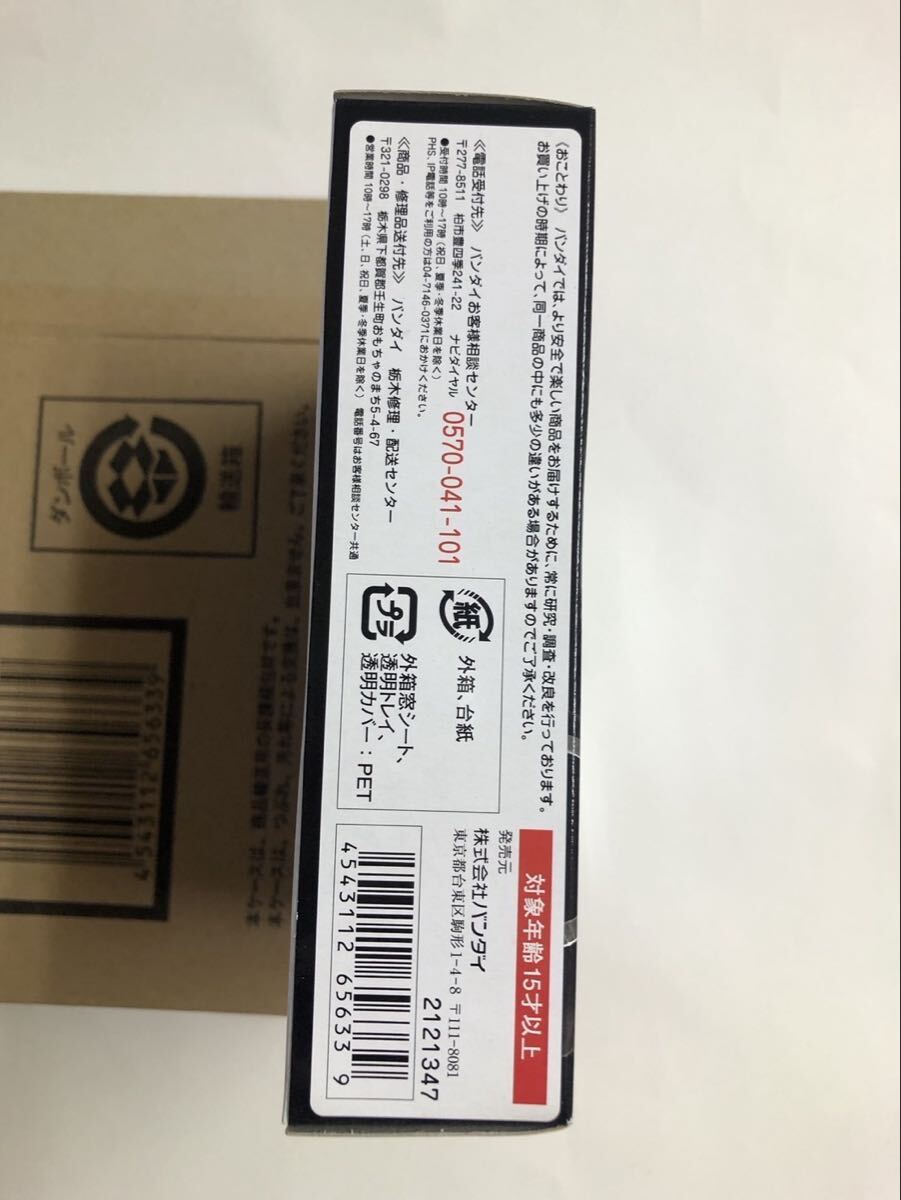 《おことわり》 バンダイでは、より安全で楽しい商品をお届けするために、常に研究・調査・改良を行っております。
お買い上げの時期によって、同一商品の中にも多少の違いがある場合がありますのでご了承ください。
≪電話受付先≫ バンダイお客様相談センター
〒277-8511 柏市豊四季241-22 ナビダイヤル 0570-041-101
●受付時間 10時〜17時(祝日、夏季・冬季休業日を除く)
PHS、IP電話等をご利用の方は04-7146-0371におかけください。
≪商品・修理品送付先≫ バンダイ 栃木修理・配送センター
〒321-0298 栃木県下都賀郡壬生町おもちゃのまち5-4-67
●営業時間 10時〜17時(土、日、祝日、夏季・冬季休業日を除く) 電話番号はお客様相談センター共通
紙
外箱、台紙
プラ
外箱窓シート、
透明トレイ、
透明カバー:PET
対象年齢15才以上
発売元
株式会社バンダイ
東京都台東区駒形1-4-8 〒111-8081
2121347
4543112 656339
ダンボール
輸送箱
4 543112 656339